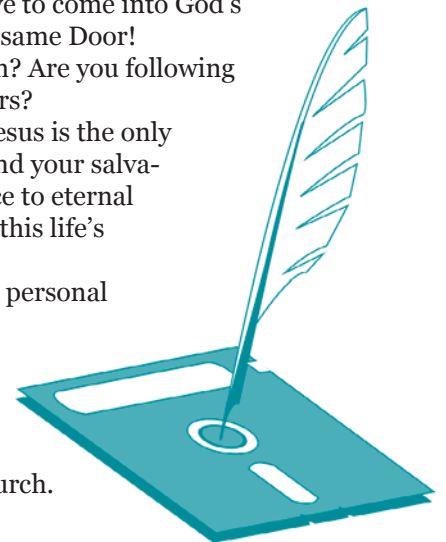 ve to come into God's
same Door!
n? Are you following
rs?
esus is the only
nd your salva-
ce to eternal
this life's
personal
urch.